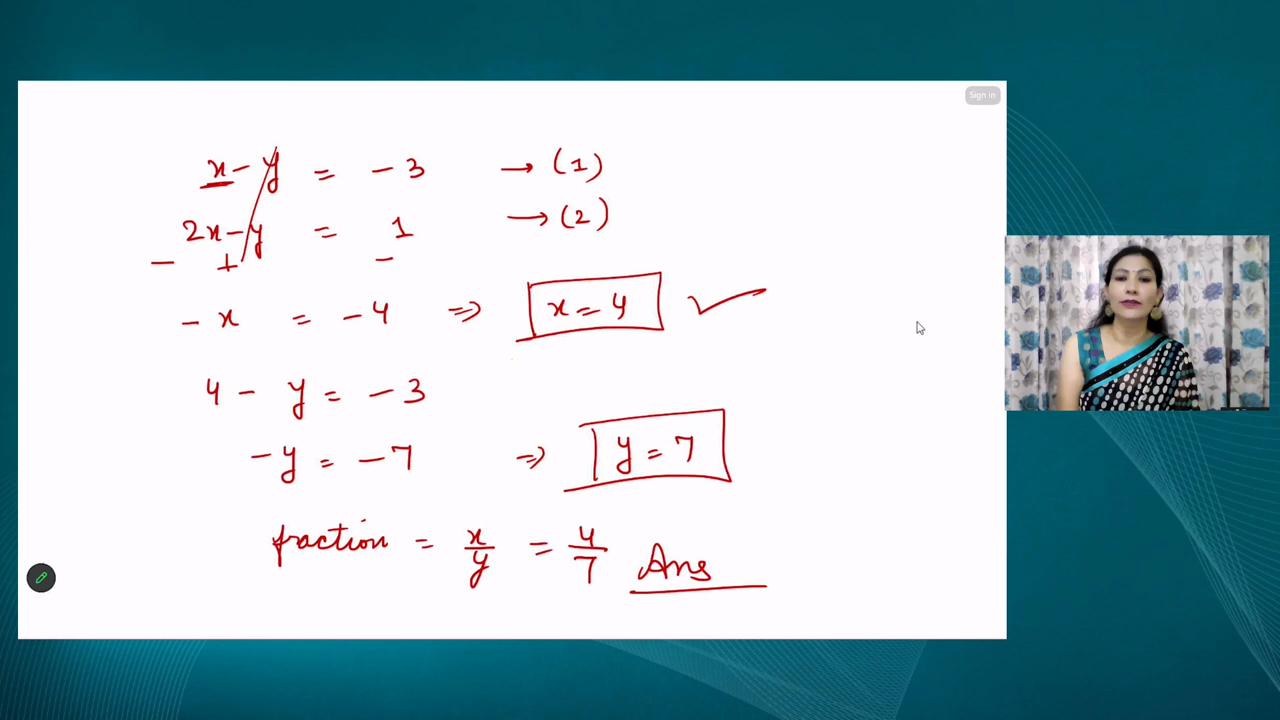 Sign in
x - y = - 3 → (1)
2x - y = 1 → (2)
- + -
- x = - 4 ⇒ x = 4 ✓
4 - y = - 3
- y = - 7 ⇒ y = 7
fraction = x/y = 4/7 Ans